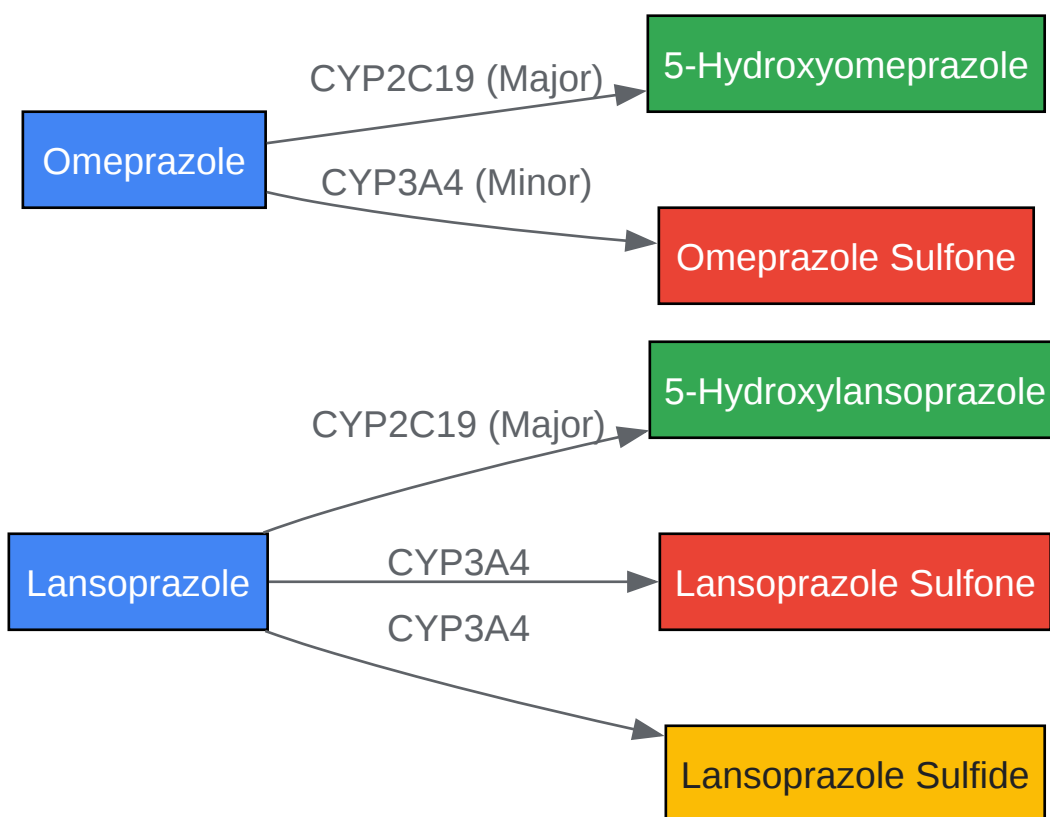 CYP2C19 (Major)
5-Hydroxyomeprazole
Omeprazole
CYP3A4 (Minor)
Omeprazole Sulfone
CYP2C19 (Major)
5-Hydroxylansoprazole
Lansoprazole
CYP3A4
Lansoprazole Sulfone
CYP3A4
Lansoprazole Sulfide